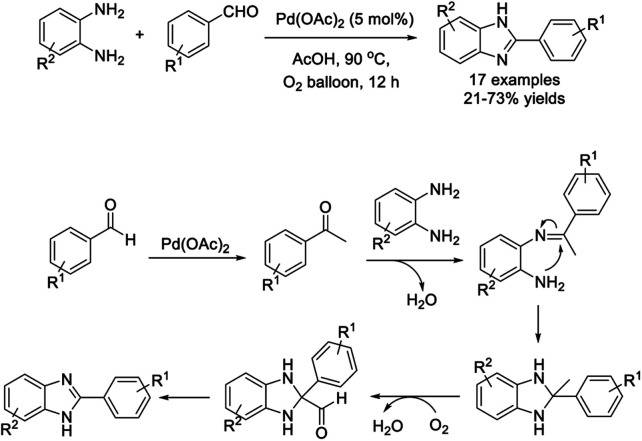 NH₂
NH₂
R²
+
CHO
R¹
Pd(OAc)₂ (5 mol%)
AcOH, 90 ºC,
O₂ balloon, 12 h
R²
H
N
N
R¹
17 examples
21-73% yields
O
H
R¹
Pd(OAc)₂
O
R¹
NH₂
NH₂
R²
H₂O
R¹
N
NH₂
R²
R²
H
N
N
H
R¹
H₂O
O₂
R¹
H
N
N
H
H
O
R²
N
N
H
R¹
R²